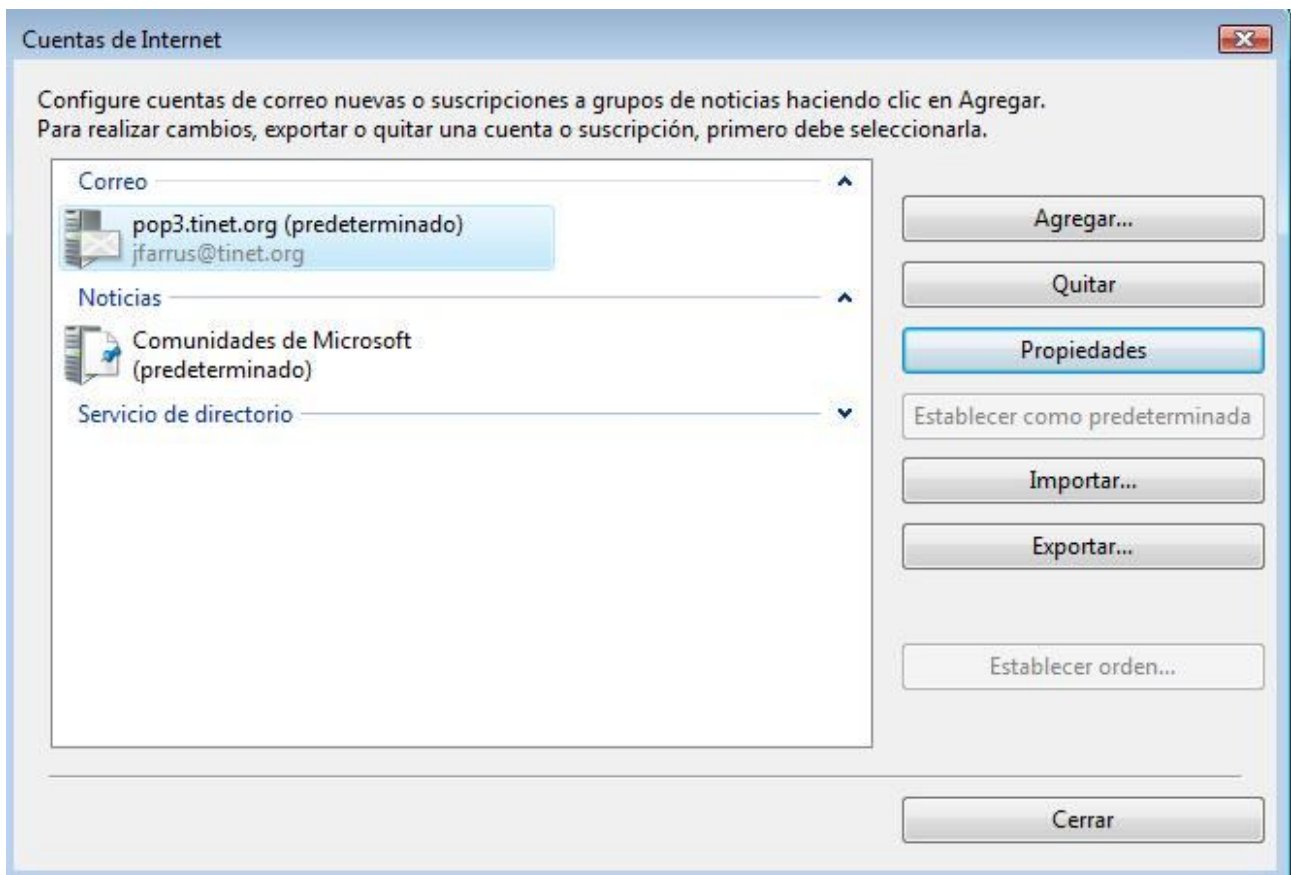 Cuentas de Internet
Configure cuentas de correo nuevas o suscripciones a grupos de noticias haciendo clic en Agregar.
Para realizar cambios, exportar o quitar una cuenta o suscripción, primero debe seleccionarla.
Correo
pop3.tinet.org (predeterminado)
jfarrus@tinet.org
Noticias
Comunidades de Microsoft
(predeterminado)
Servicio de directorio
Agregar...
Quitar
Propiedades
Establecer como predeterminada
Importar...
Exportar...
Establecer orden...
Cerrar